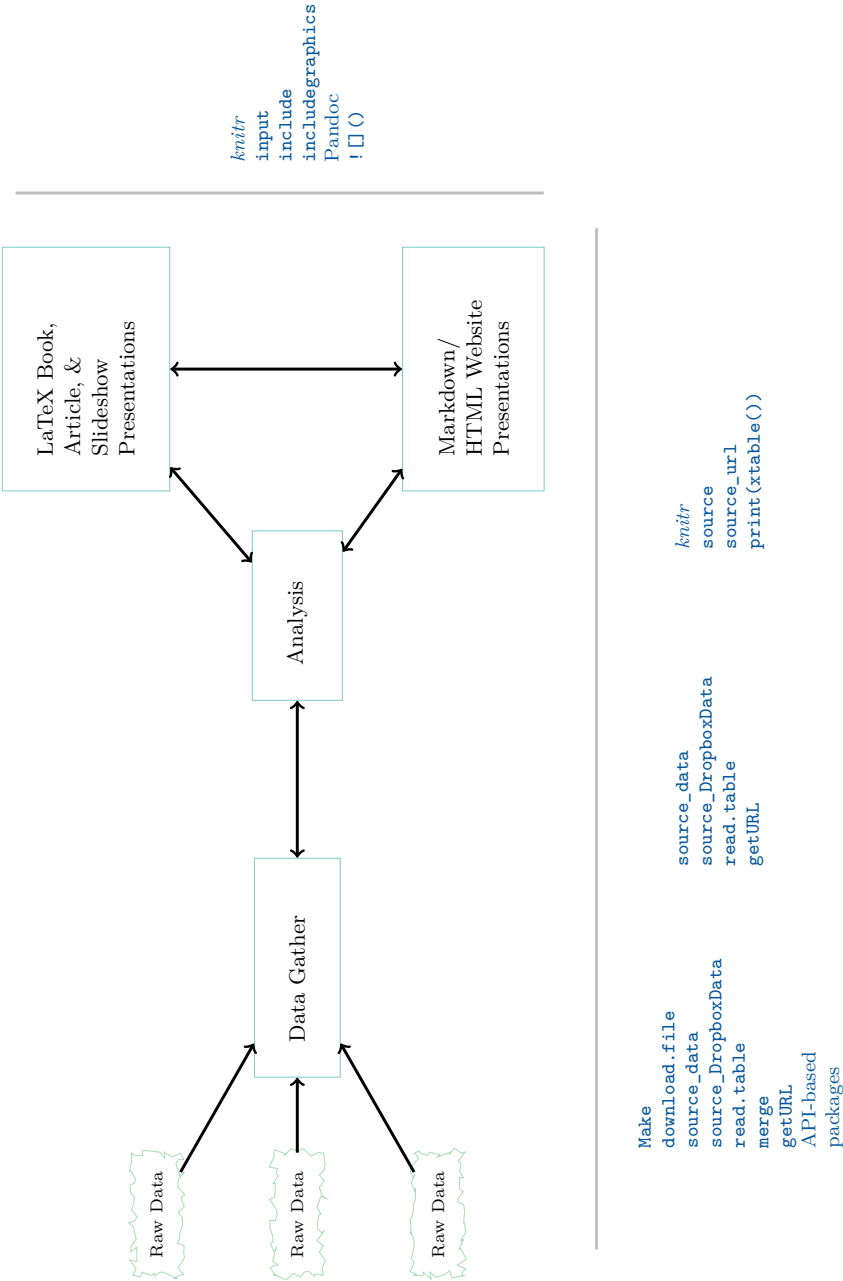 Raw Data
Raw Data
Raw Data
Data Gather
Analysis
LaTeX Book,
Article, &
Slideshow
Presentations
Markdown/
HTML Website
Presentations
knitr
input
include
includegraphics
Pandoc
![]()
Make
download.file
source_data
source_DropboxData
read.table
merge
getURL
API-based
packages
source_data
source_DropboxData
read.table
getURL
knitr
source
source_url
print(xtable())